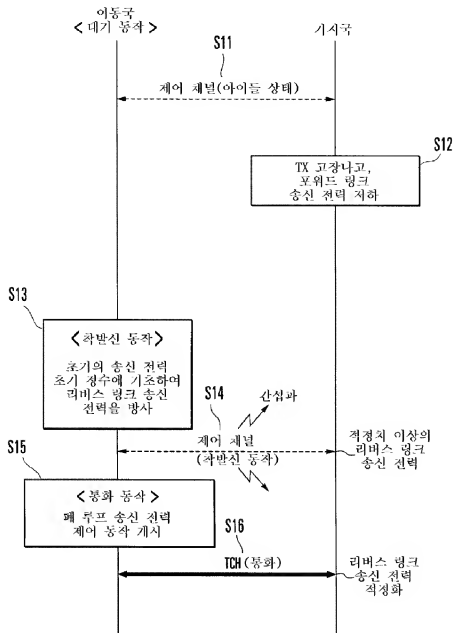 이동국
< 대기 동작 >
기지국
S11
제어 채널(아이들 상태)
S12
TX 고장나고,
포워드 링크
송신 전력 저하
S13
<착발신 동작>
초기의 송신 전력
초기 정수에 기초하여
리버스 링크 송신
전력을 방사
S14
간섭파
제어 채널
(착발신 동작)
적정치 이상의
리버스 링크
송신 전력
S15
<통화 동작>
폐 루프 송신 전력
제어 동작 개시
S16
TCH (통화)
리버스 링크
송신 전력
적정화